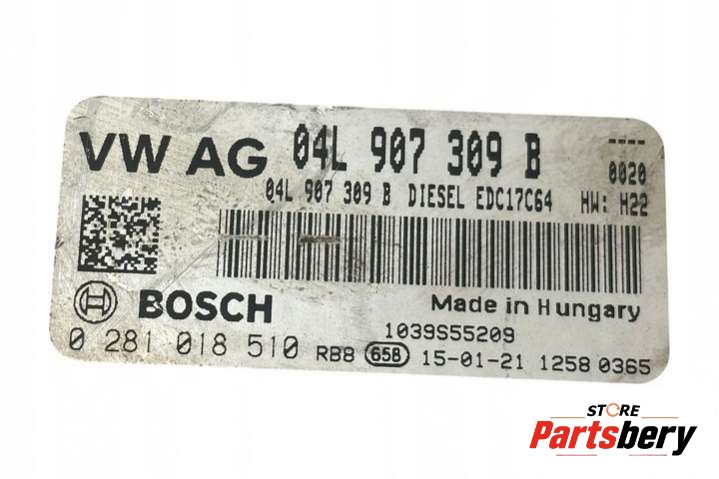 VW AG 04L 907 309 B ----
04L 907 309 B DIESEL EDC17C64 0020
HW: H22
BOSCH Made in Hungary
1039S55209
0 281 018 510 RB8 658 15-01-21 1258 0365
STORE
Partsbery